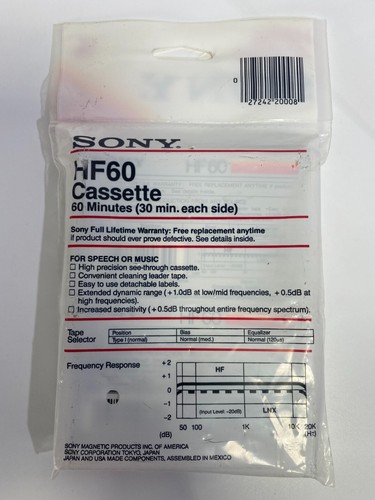 0
27242"20008
SONY.
HF60
Cassette
60 Minutes (30 min. each side)
Sony Full Lifetime Warranty: Free replacement anytime
if product should ever prove defective. See details inside.
FOR SPEECH OR MUSIC
☐ High precision see-through cassette.
☐ Convenient cleaning leader tape.
☐ Easy to use detachable labels.
☐ Extended dynamic range (+1.0dB at low/mid frequencies, +0.5dB at
high frequencies).
☐ Increased sensitivity (+0.5dB throughout entire frequency spectrum).
Tape Selector
Position Bias Equalizer
Type I (normal) Normal (med.) Normal (120µs)
Frequency Response
+2
+1
0
-1
-2
(dB)
HF
(Input Level: -20dB)
LNX
50 100 1K 10K 20K
(Hz)
SONY MAGNETIC PRODUCTS INC. OF AMERICA
SONY CORPORATION TOKYO, JAPAN
JAPAN AND USA MADE COMPONENTS, ASSEMBLED IN MEXICO